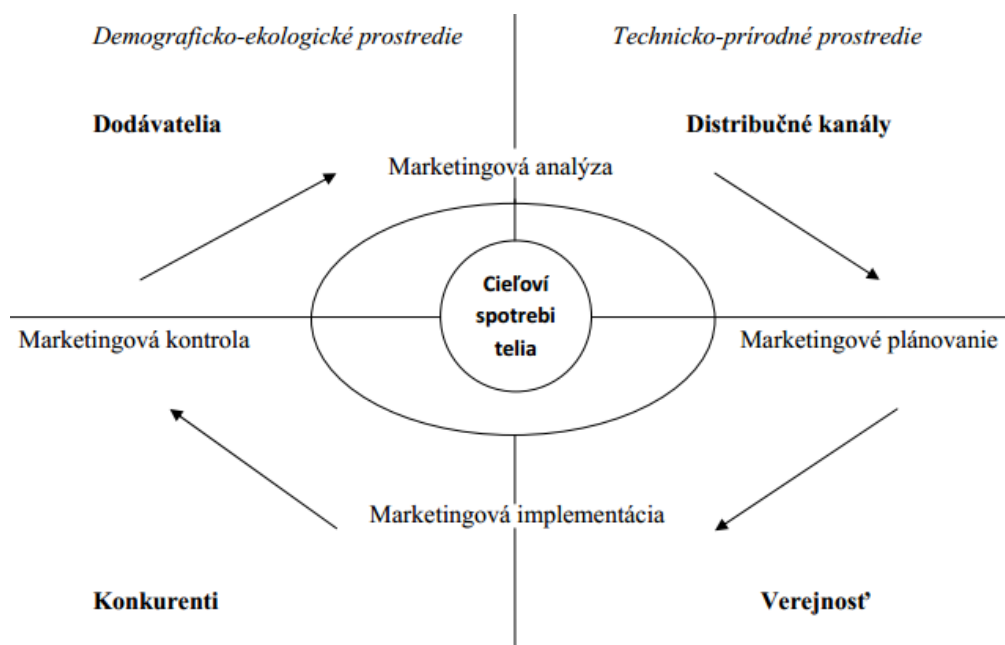 Demograficko-ekologické prostredie
Technicko-prírodné prostredie
Dodávatelia
Distribučné kanály
Marketingová analýza
Cieľoví
spotrebi
telia
Marketingová kontrola
Marketingové plánovanie
Marketingová implementácia
Konkurenti
Verejnosť